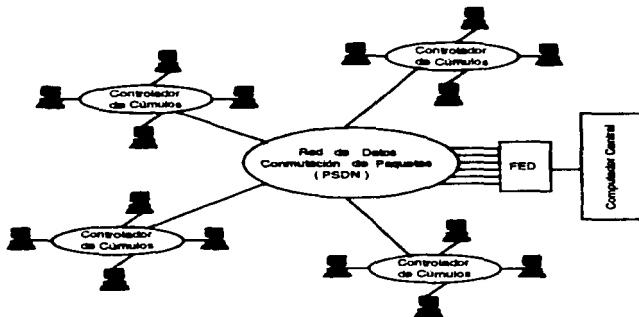 Controlador
de Cúmulos
Controlador
de Cúmulos
Red de Datos
Conmutación de Paquetes
( PSDN )
FED
Computador Central
Controlador
de Cúmulos
Controlador
de Cúmulos